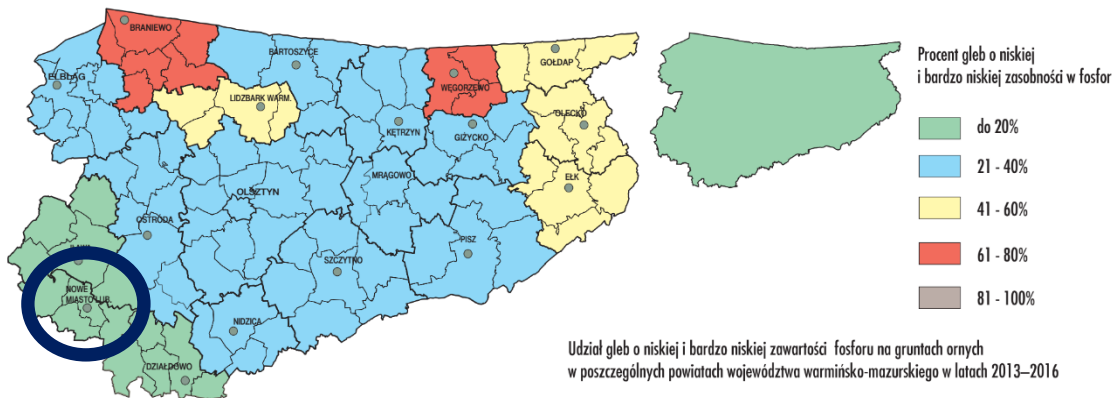 BRANIEWO
GOŁDAP
BARTOSZYCE
ELBLĄG
WĘGORZEWO
LIDZBARK WARM.
OLECKO
KĘTRZYN
GIŻYCKO
MRĄGOWO
EŁK
OLSZTYN
OSTRÓDA
PISZ
SZCZYTNO
NOWE
MIASTO LUB.
NIDZICA
DZIAŁDOWO
Procent gleb o niskiej
i bardzo niskiej zasobności w fosfor
do 20%
21 - 40%
41 - 60%
61 - 80%
81 - 100%
Udział gleb o niskiej i bardzo niskiej zawartości fosforu na gruntach ornych
w poszczególnych powiatach województwa warmińsko-mazurskiego w latach 2013–2016